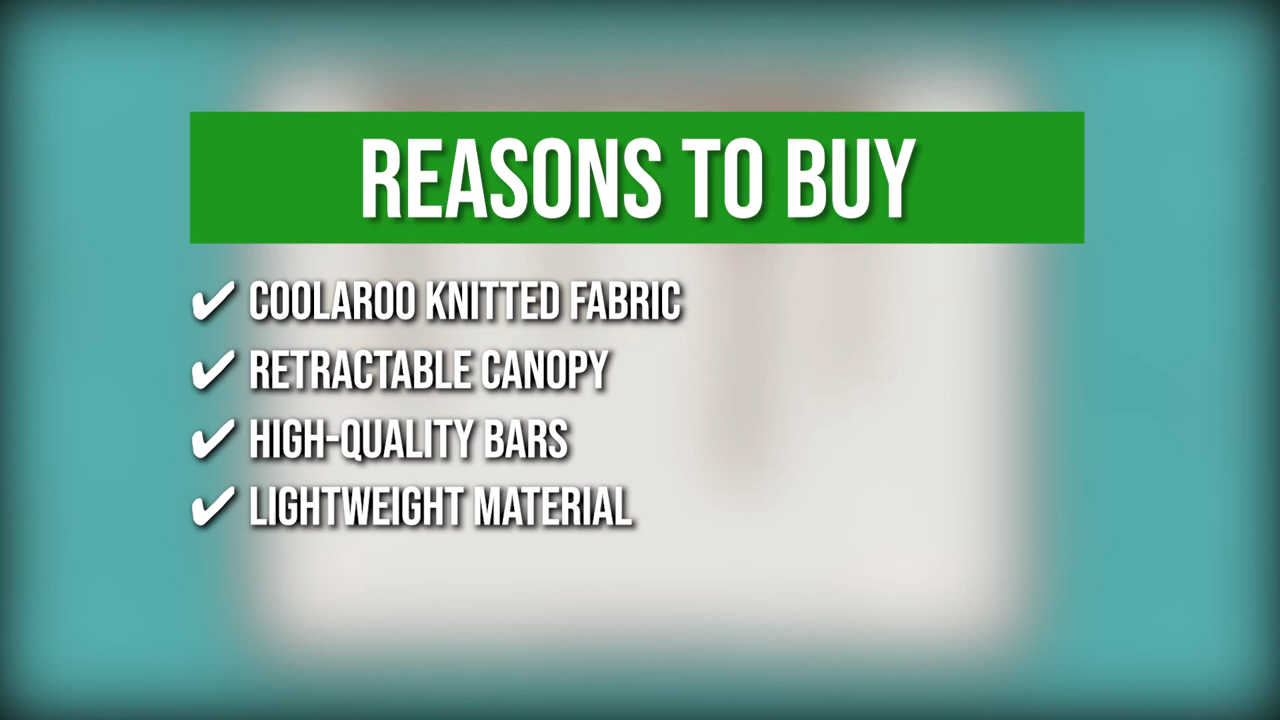 REASONS TO BUY
✔ COOLAROO KNITTED FABRIC
✔ RETRACTABLE CANOPY
✔ HIGH-QUALITY BARS
✔ LIGHTWEIGHT MATERIAL